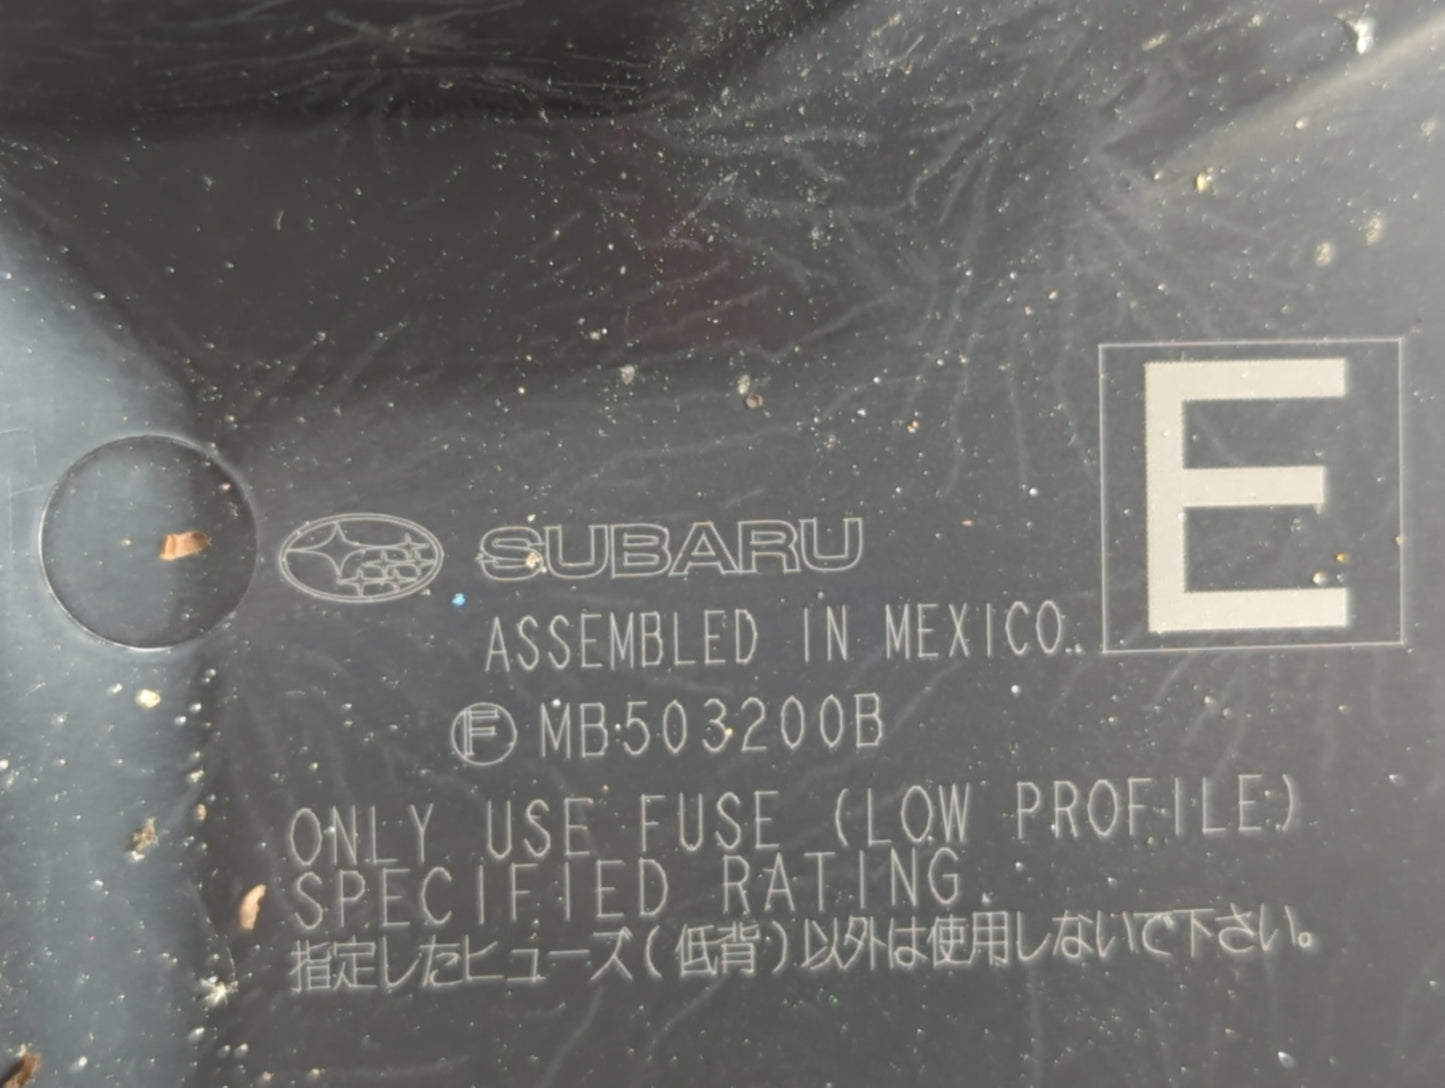 SUBARU
E
ASSEMBLED IN MEXICO.
Ⓕ MB503200B
ONLY USE FUSE (LOW PROFILE)
SPECIFIED RATING
指定したヒューズ(低背)以外は使用しないで下さい。